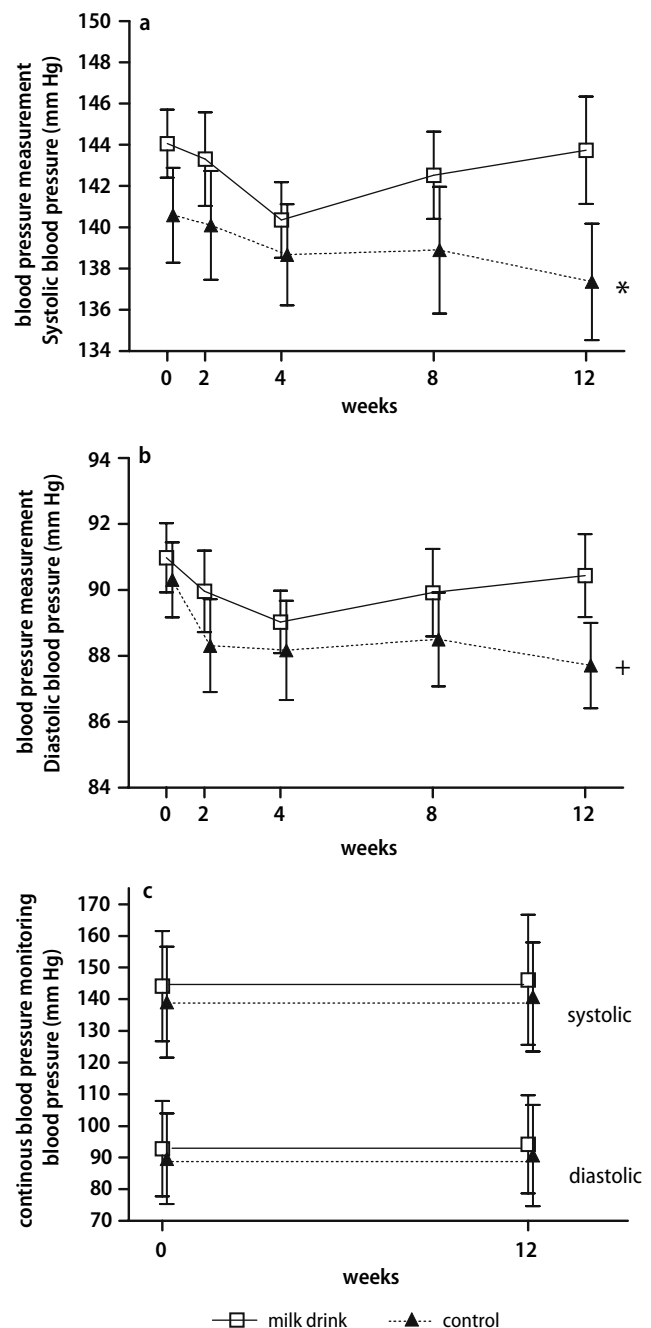 a
150
148
146
144
142
140
138
136
134
blood pressure measurement
Systolic blood pressure (mm Hg)
*
0 2 4 8 12
weeks
b
94
92
90
88
86
84
blood pressure measurement
Diastolic blood pressure (mm Hg)
+
0 2 4 8 12
weeks
c
170
160
150
140
130
120
110
100
90
80
70
continous blood pressure monitoring
blood pressure (mm Hg)
systolic
diastolic
0 12
weeks
milk drink control